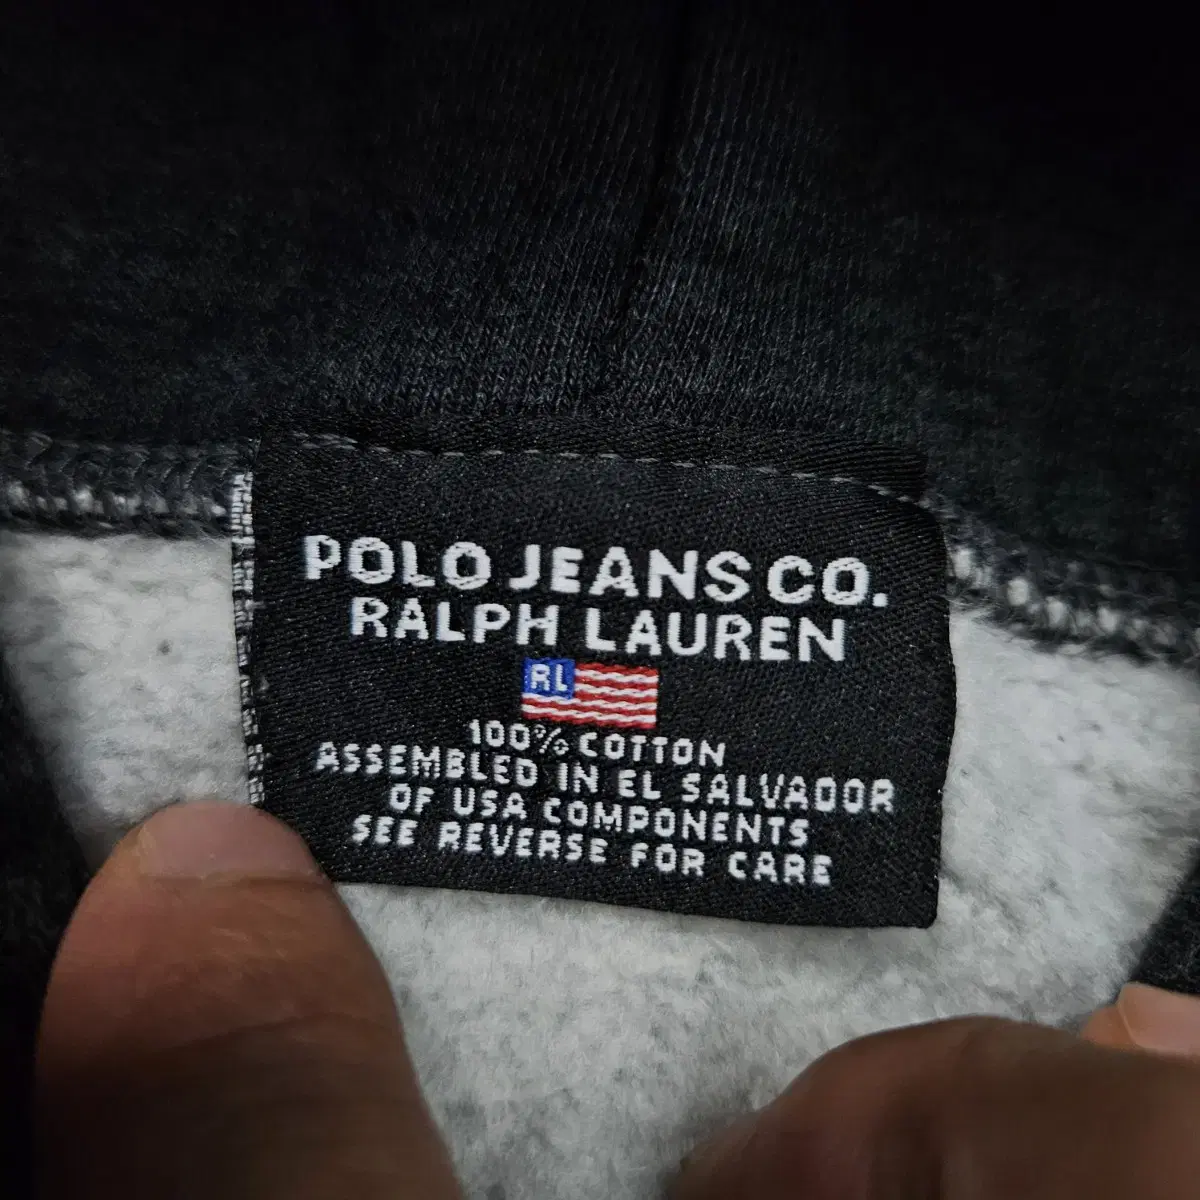 POLO JEANS CO.
RALPH LAUREN
RL
100% COTTON
ASSEMBLED IN EL SALVADOR
OF USA COMPONENTS
SEE REVERSE FOR CARE